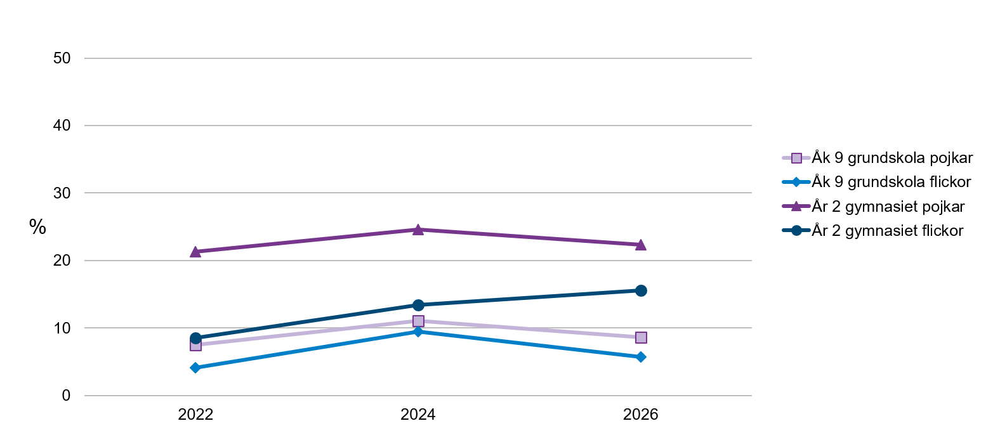 50
40
30
%
20
10
0
2022 2024 2026
Åk 9 grundskola pojkar
Åk 9 grundskola flickor
År 2 gymnasiet pojkar
År 2 gymnasiet flickor